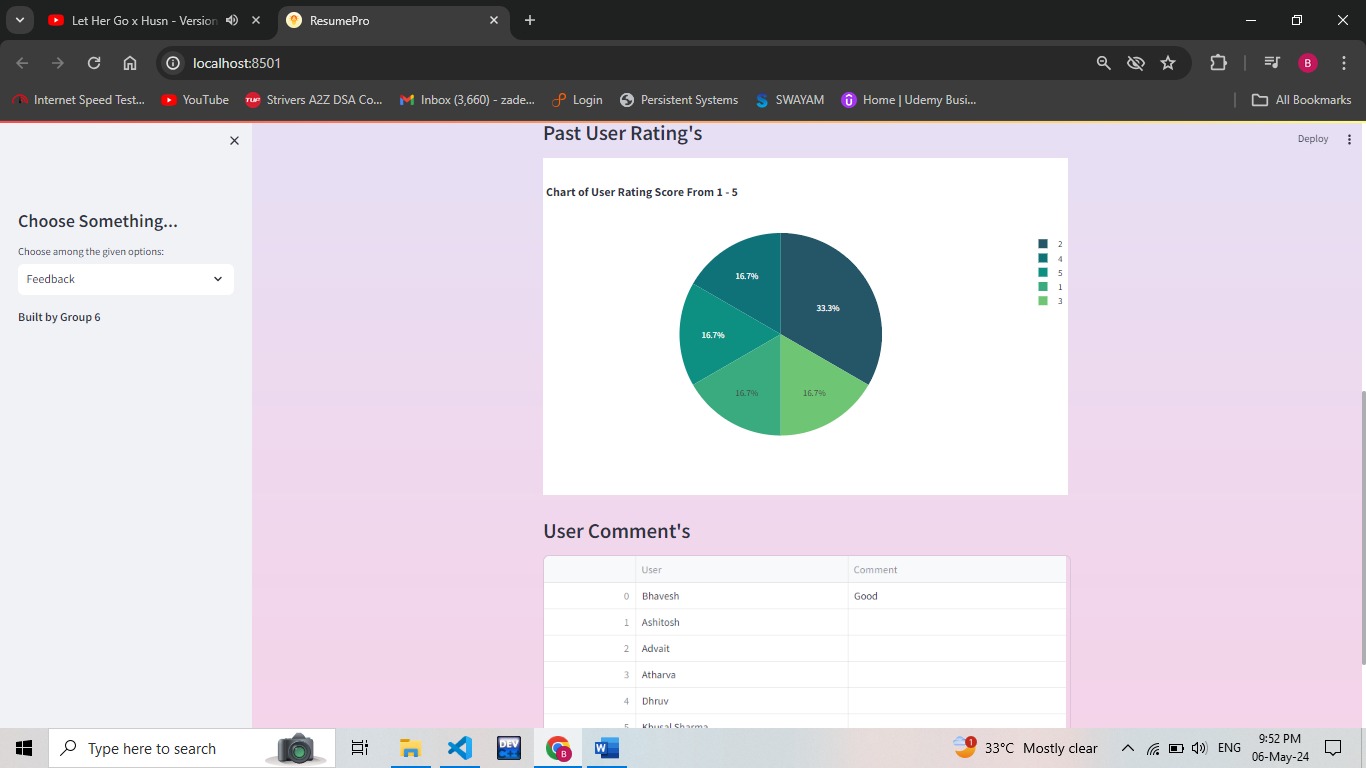 Let Her Go x Husn - Version
ResumePro
localhost:8501
B
Internet Speed Test...
YouTube
TUF
Strivers A2Z DSA Co...
Inbox (3,660) - zade...
Login
Persistent Systems
SWAYAM
Home | Udemy Busi...
All Bookmarks
Deploy
Choose Something...
Choose among the given options:
Feedback
Built by Group 6
Past User Rating's
Chart of User Rating Score From 1 - 5
2
4
5
1
3
16.7%
33.3%
16.7%
16.7%
16.7%
User Comment's
User Comment
0 Bhavesh Good
1 Ashitosh
2 Advait
3 Atharva
4 Dhruv
5 Khusal Sharma
Type here to search
DEV
B
1
33°C Mostly clear
ENG
9:52 PM
06-May-24